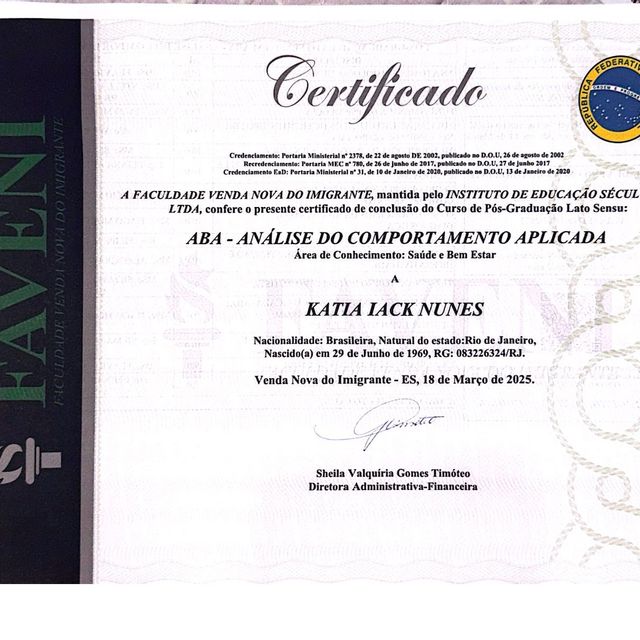 FAVENI
FACULDADE VENDA NOVA DO IMIGRANTE
Certificado
REPÚBLICA FEDERATIV
ORDEM E PROGRE
Credenciamento: Portaria Ministerial nº 2378, de 22 de agosto DE 2002, publicado no D.O.U, 26 de agosto de 2002
Recredenciamento: Portaria MEC nº 780, de 26 de junho de 2017, publicado no D.O.U, 27 de junho 2017
Credenciamento EaD: Portaria Ministerial nº 31, de 10 de Janeiro de 2020, publicado no D.O.U, 13 de Janeiro de 2020
A FACULDADE VENDA NOVA DO IMIGRANTE, mantida pelo INSTITUTO DE EDUCAÇÃO SÉCUL
LTDA, confere o presente certificado de conclusão do Curso de Pós-Graduação Lato Sensu:
ABA - ANÁLISE DO COMPORTAMENTO APLICADA
Área de Conhecimento: Saúde e Bem Estar
A
KATIA IACK NUNES
Nacionalidade: Brasileira, Natural do estado:Rio de Janeiro,
Nascido(a) em 29 de Junho de 1969, RG: 083226324/RJ.
Venda Nova do Imigrante - ES, 18 de Março de 2025.
Sheila Valquíria Gomes Timóteo
Diretora Administrativa-Financeira